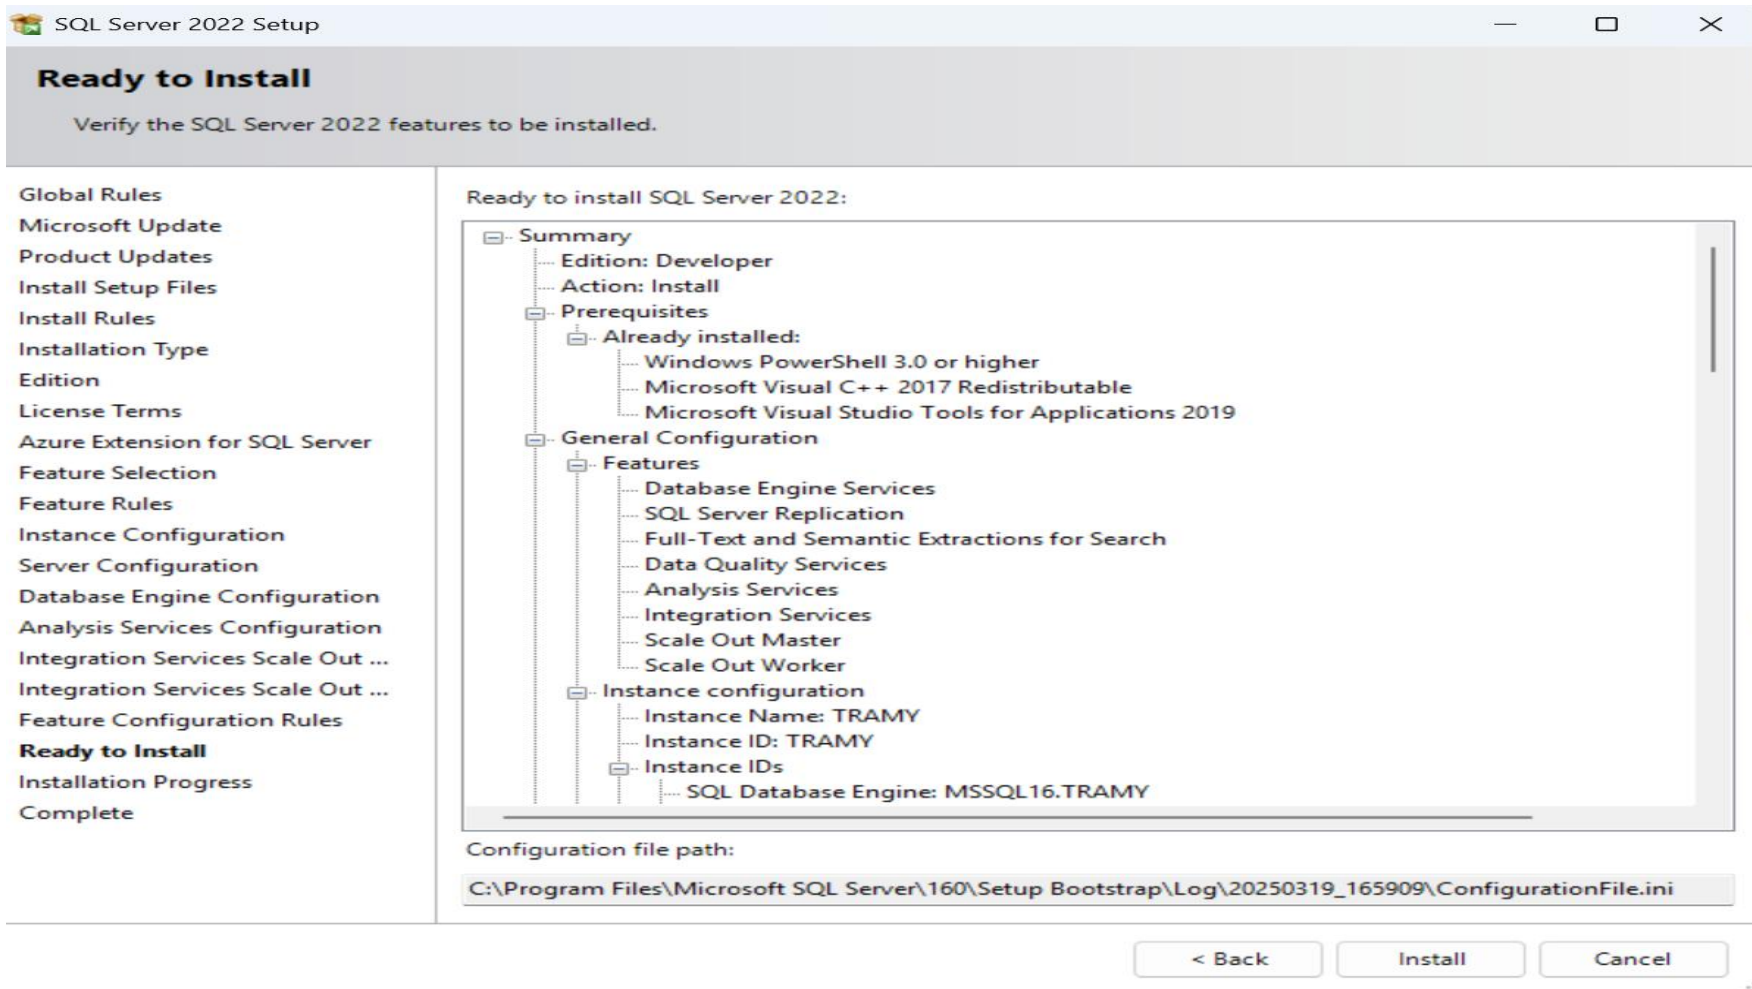 SQL Server 2022 Setup
Ready to Install
Verify the SQL Server 2022 features to be installed.
Global Rules
Microsoft Update
Product Updates
Install Setup Files
Install Rules
Installation Type
Edition
License Terms
Azure Extension for SQL Server
Feature Selection
Feature Rules
Instance Configuration
Server Configuration
Database Engine Configuration
Analysis Services Configuration
Integration Services Scale Out ...
Integration Services Scale Out ...
Feature Configuration Rules
Ready to Install
Installation Progress
Complete
Ready to install SQL Server 2022:
Summary
Edition: Developer
Action: Install
Prerequisites
Already installed:
Windows PowerShell 3.0 or higher
Microsoft Visual C++ 2017 Redistributable
Microsoft Visual Studio Tools for Applications 2019
General Configuration
Features
Database Engine Services
SQL Server Replication
Full-Text and Semantic Extractions for Search
Data Quality Services
Analysis Services
Integration Services
Scale Out Master
Scale Out Worker
Instance configuration
Instance Name: TRAMY
Instance ID: TRAMY
Instance IDs
SQL Database Engine: MSSQL16.TRAMY
Configuration file path:
C:\Program Files\Microsoft SQL Server\160\Setup Bootstrap\Log\20250319_165909\ConfigurationFile.ini
< Back
Install
Cancel